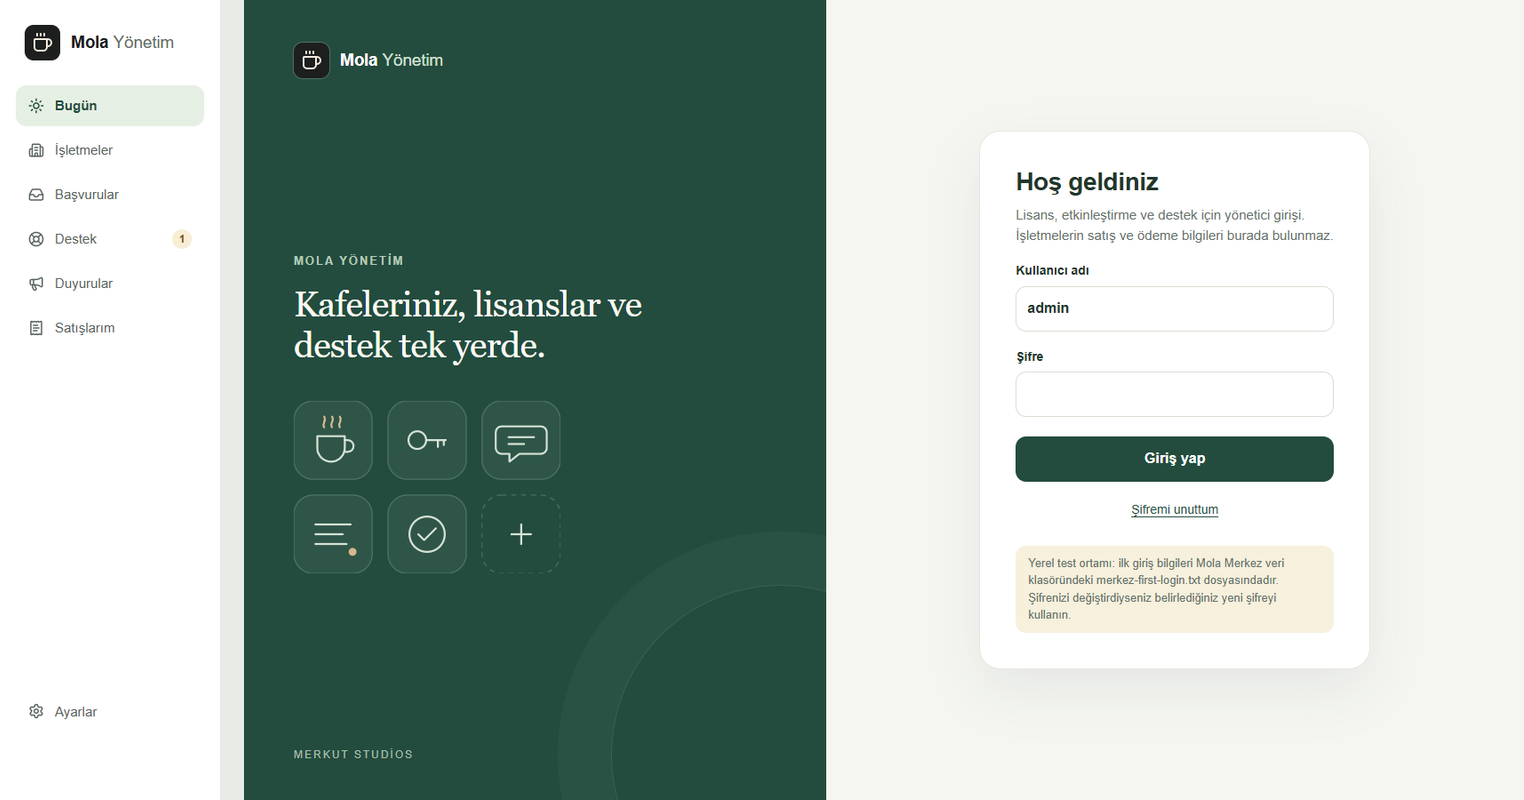 Mola Yönetim
Bugün
İşletmeler
Başvurular
Destek 1
Duyurular
Satışlarım
Ayarlar
Mola Yönetim
MOLA YÖNETİM
Kafeleriniz, lisanslar ve
destek tek yerde.
MERKUT STUDİOS
Hoş geldiniz
Lisans, etkinleştirme ve destek için yönetici girişi.
İşletmelerin satış ve ödeme bilgileri burada bulunmaz.
Kullanıcı adı
admin
Şifre
Giriş yap
Şifremi unuttum
Yerel test ortamı: ilk giriş bilgileri Mola Merkez veri
klasöründeki merkez-first-login.txt dosyasındadır.
Şifrenizi değiştirdiyseniz belirlediğiniz yeni şifreyi
kullanın.